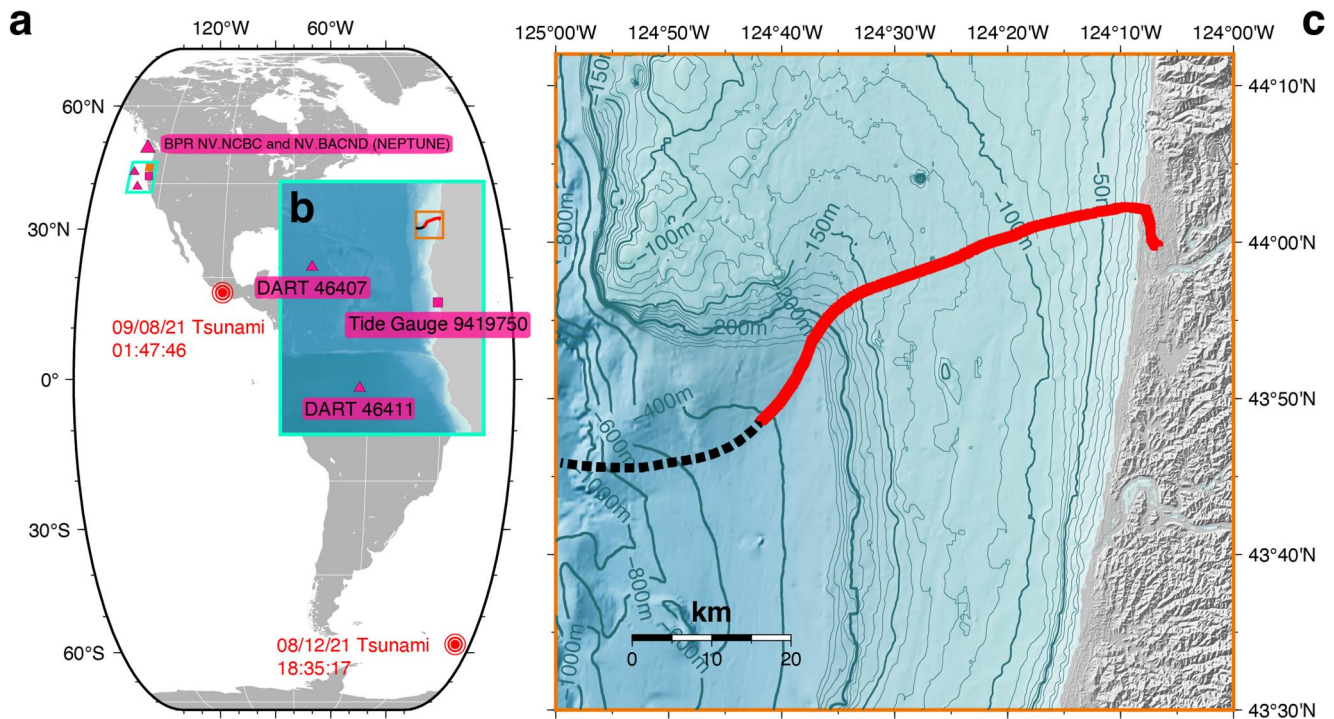 a
120°W
60°W
60°N
30°N
0°
30°S
60°S
BPR NV.NCBC and NV.BACND (NEPTUNE)
09/08/21 Tsunami
01:47:46
08/12/21 Tsunami
18:35:17
b
DART 46407
Tide Gauge 9419750
DART 46411
c
125°00'W
124°50'W
124°40'W
124°30'W
124°20'W
124°10'W
124°00'W
44°10'N
44°00'N
43°50'N
43°40'N
43°30'N
−150m
−800m
−100m
−150m
−200m
−100m
−50m
−400m
−600m
−1000m
−800m
−1000m
km
0
10
20